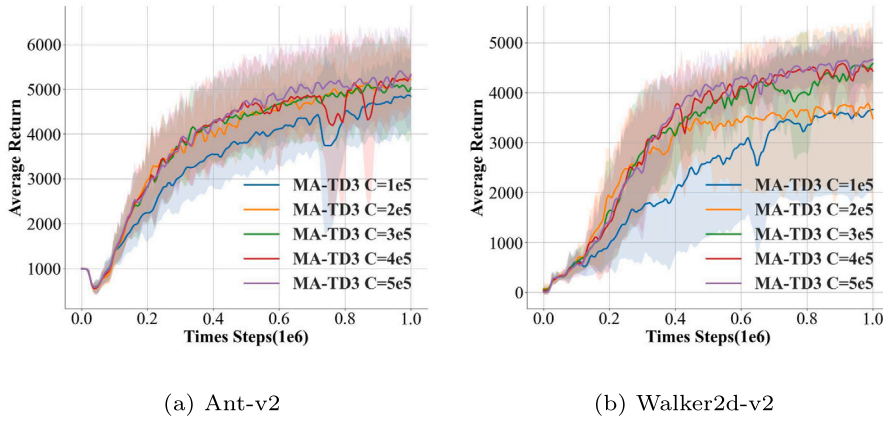 6000
5000
4000
3000
2000
1000
Average Return
MA-TD3 C=1e5
MA-TD3 C=2e5
MA-TD3 C=3e5
MA-TD3 C=4e5
MA-TD3 C=5e5
0.0 0.2 0.4 0.6 0.8 1.0
Times Steps(1e6)
(a) Ant-v2
5000
4000
3000
2000
1000
0
Average Return
MA-TD3 C=1e5
MA-TD3 C=2e5
MA-TD3 C=3e5
MA-TD3 C=4e5
MA-TD3 C=5e5
0.0 0.2 0.4 0.6 0.8 1.0
Times Steps(1e6)
(b) Walker2d-v2